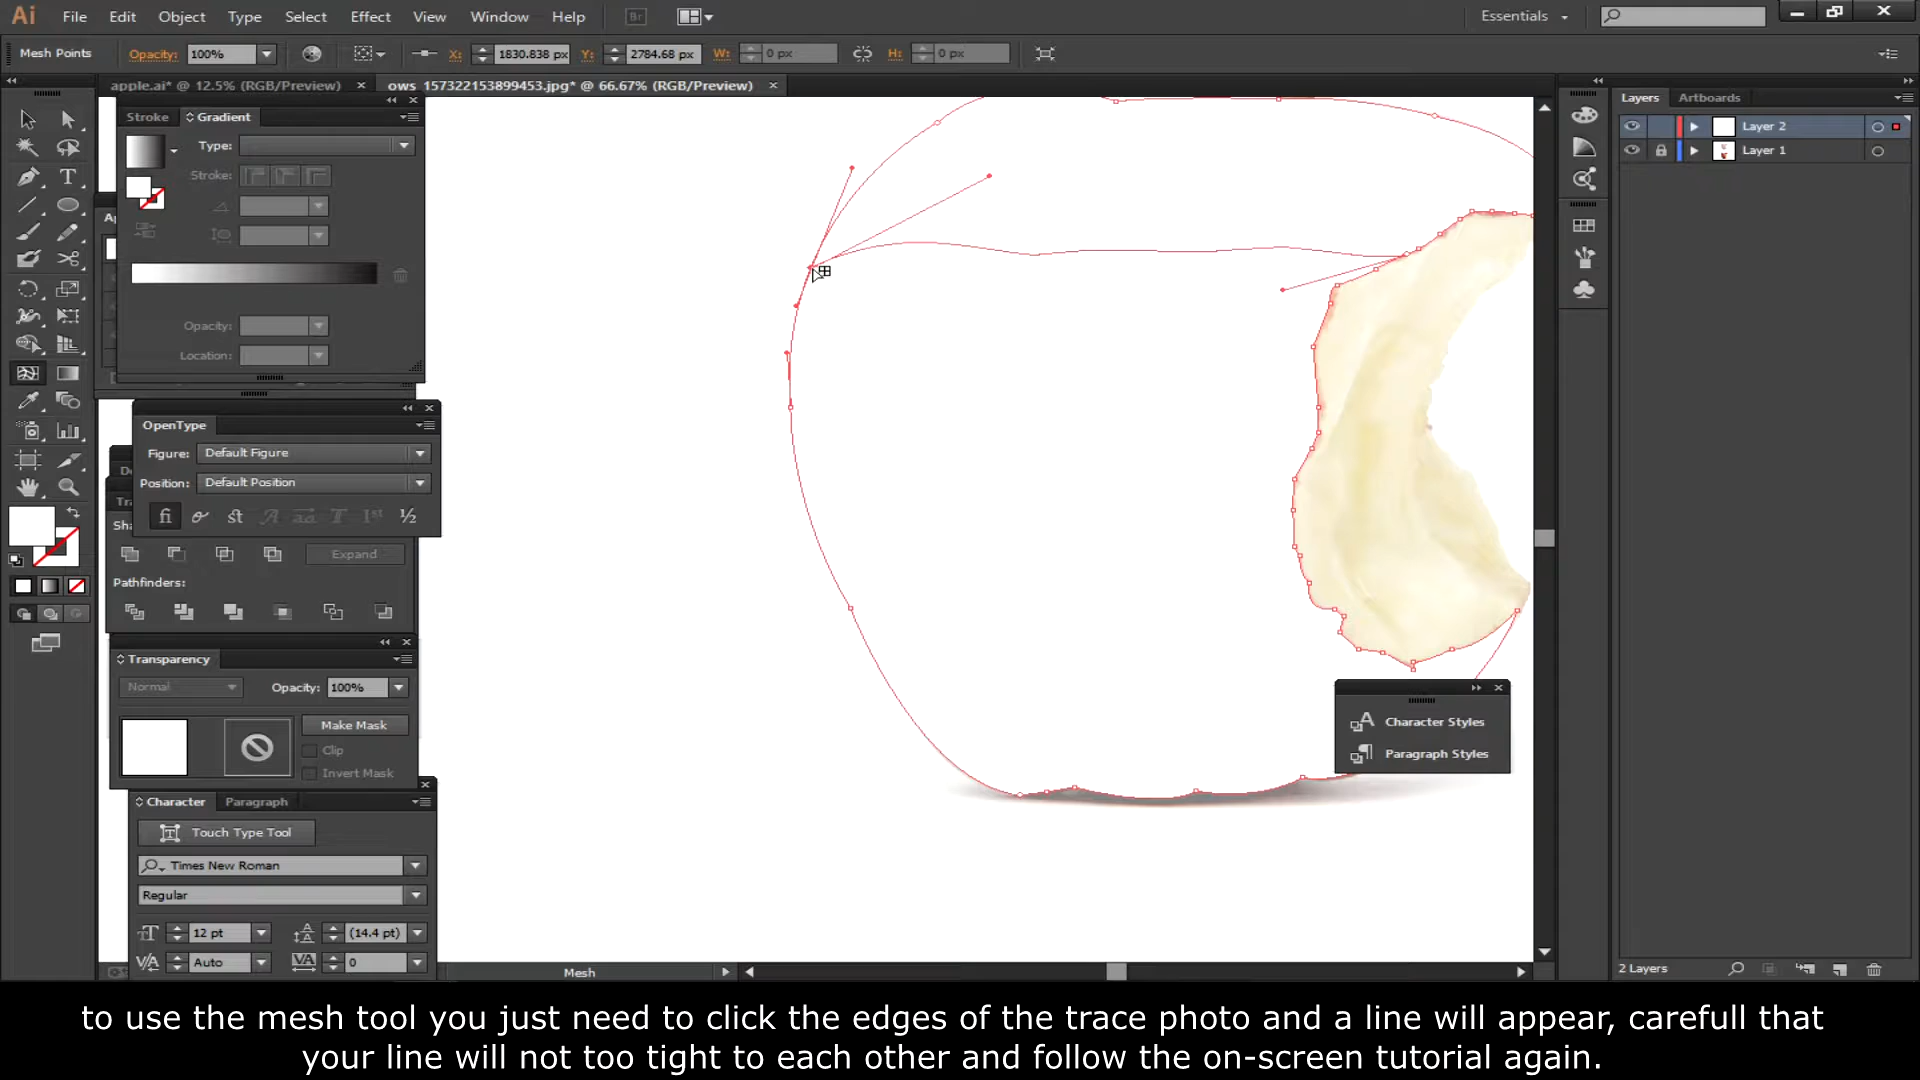 Ai File Edit Object Type Select Effect View Window Help Br Essentials
Mesh Points Opacity: 100% X: 1830.838 px Y: 2784.68 px W: 0 px H: 0 px
apple.ai* @ 12.5% (RGB/Preview) ows_157322153899453.jpg* @ 66.67% (RGB/Preview)
Stroke Gradient
Type:
Stroke:
Opacity:
Location:
OpenType
Figure: Default Figure
Position: Default Position
Expand
Pathfinders:
Transparency
Normal Opacity: 100%
Make Mask
Clip
Invert Mask
Character Paragraph
Touch Type Tool
Times New Roman
Regular
12 pt (14.4 pt)
Auto 0
Mesh
Character Styles
Paragraph Styles
Layers Artboards
Layer 2
Layer 1
2 Layers
to use the mesh tool you just need to click the edges of the trace photo and a line will appear, carefull that
your line will not too tight to each other and follow the on-screen tutorial again.